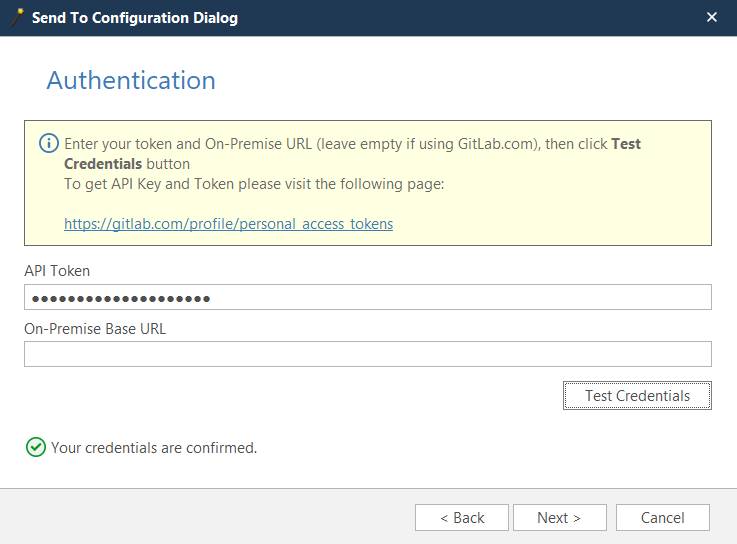 Send To Configuration Dialog
Authentication
Enter your token and On-Premise URL (leave empty if using GitLab.com), then click Test
Credentials button
To get API Key and Token please visit the following page:
https://gitlab.com/profile/personal_access_tokens
API Token
On-Premise Base URL
Test Credentials
Your credentials are confirmed.
< Back
Next >
Cancel